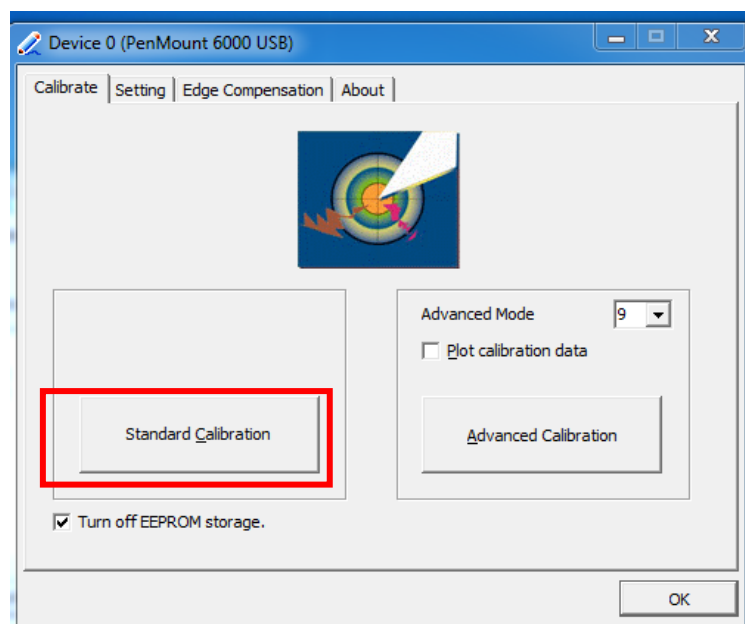 Device 0 (PenMount 6000 USB)
Calibrate Setting Edge Compensation About
Advanced Mode 9
Plot calibration data
Standard Calibration
Advanced Calibration
Turn off EEPROM storage.
OK